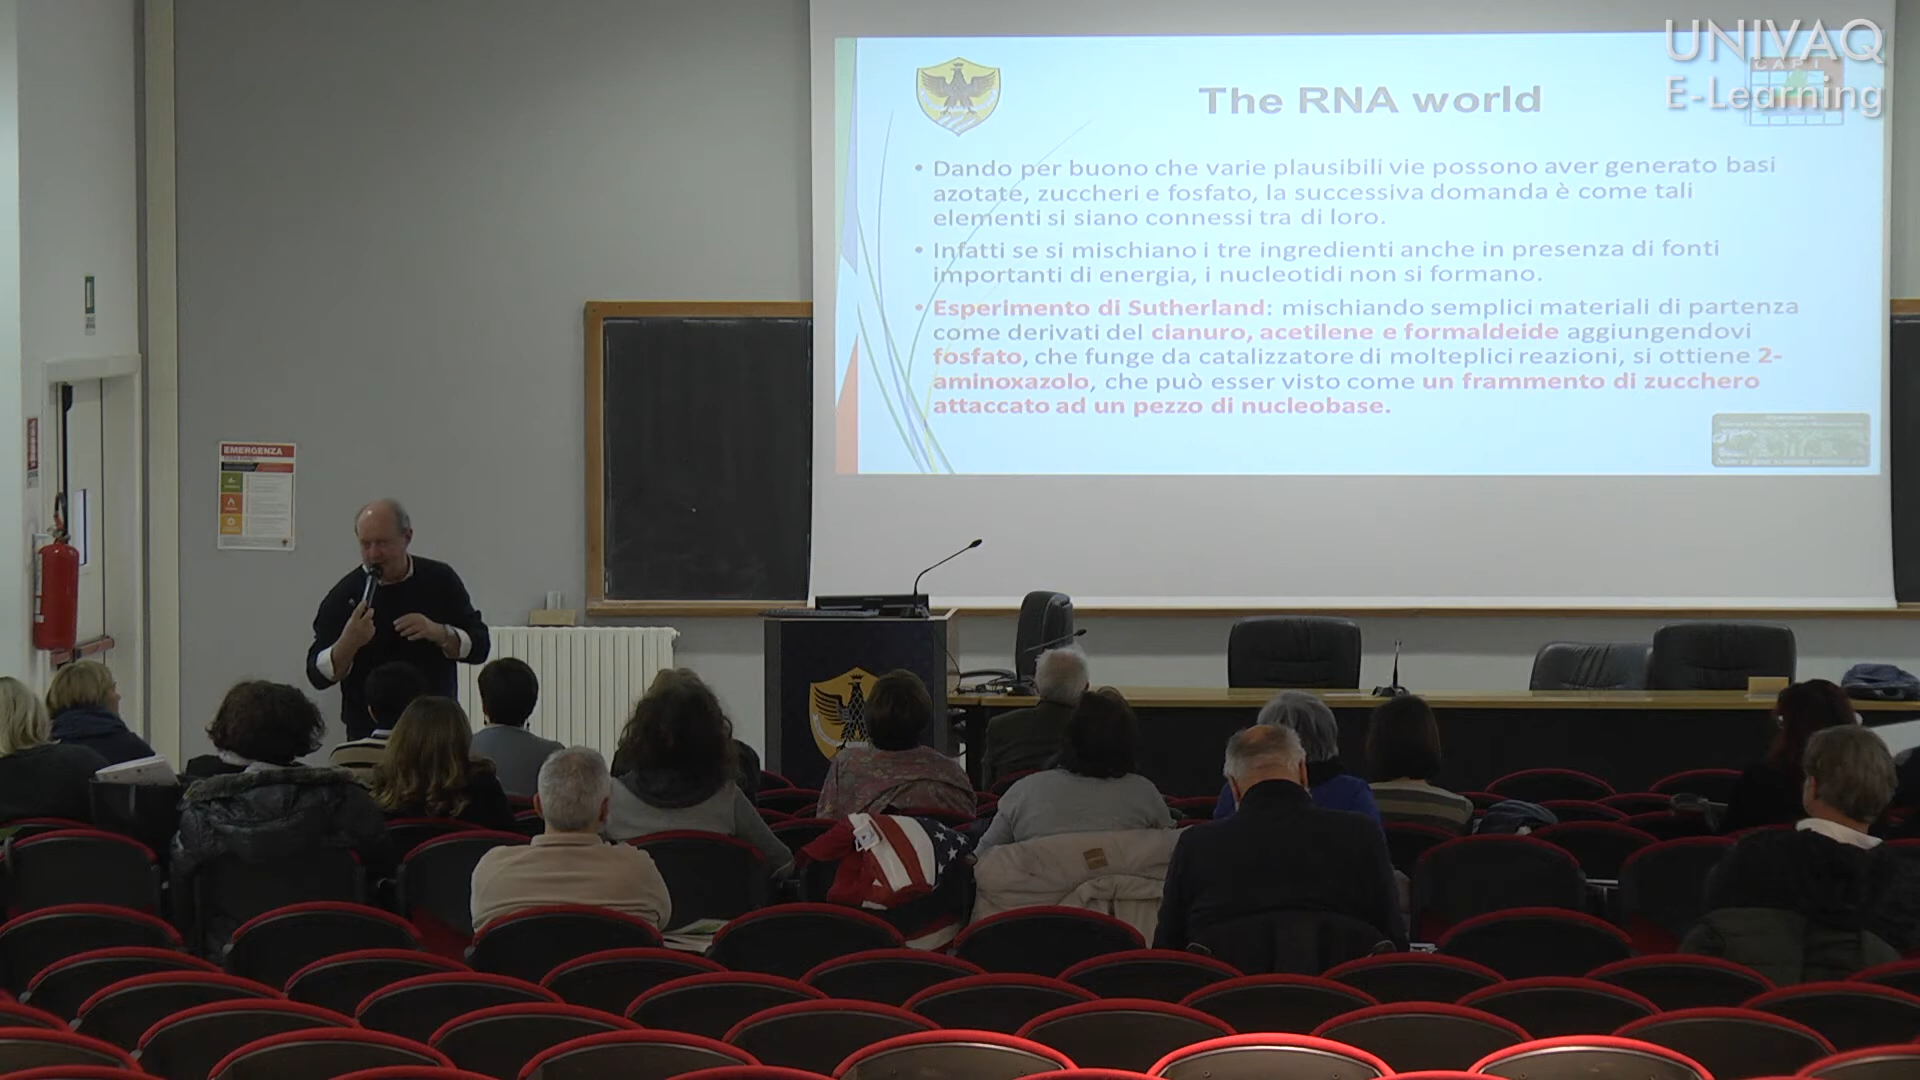 UNIVAQ
E-Learning
The RNA world
• Dando per buono che varie plausibili vie possono aver generato basi
azotate, zuccheri e fosfato, la successiva domanda è come tali
elementi si siano connessi tra di loro.
• Infatti se si mischiano i tre ingredienti anche in presenza di fonti
importanti di energia, i nucleotidi non si formano.
• Esperimento di Sutherland: mischiando semplici materiali di partenza
come derivati del cianuro, acetilene e formaldeide aggiungendovi
fosfato, che funge da catalizzatore di molteplici reazioni, si ottiene 2-
aminoxazolo, che può esser visto come un frammento di zucchero
attaccato ad un pezzo di nucleobase.
EMERGENZA